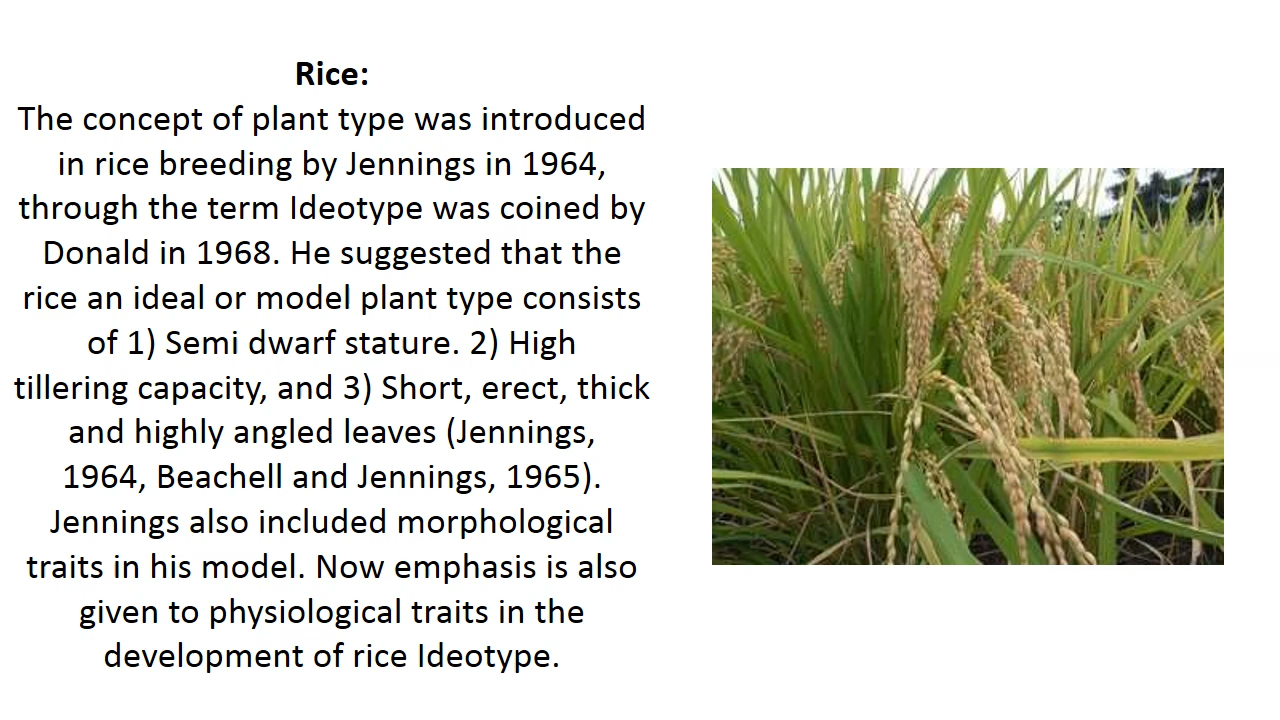 Rice:
The concept of plant type was introduced
in rice breeding by Jennings in 1964,
through the term Ideotype was coined by
Donald in 1968. He suggested that the
rice an ideal or model plant type consists
of 1) Semi dwarf stature. 2) High
tillering capacity, and 3) Short, erect, thick
and highly angled leaves (Jennings,
1964, Beachell and Jennings, 1965).
Jennings also included morphological
traits in his model. Now emphasis is also
given to physiological traits in the
development of rice Ideotype.